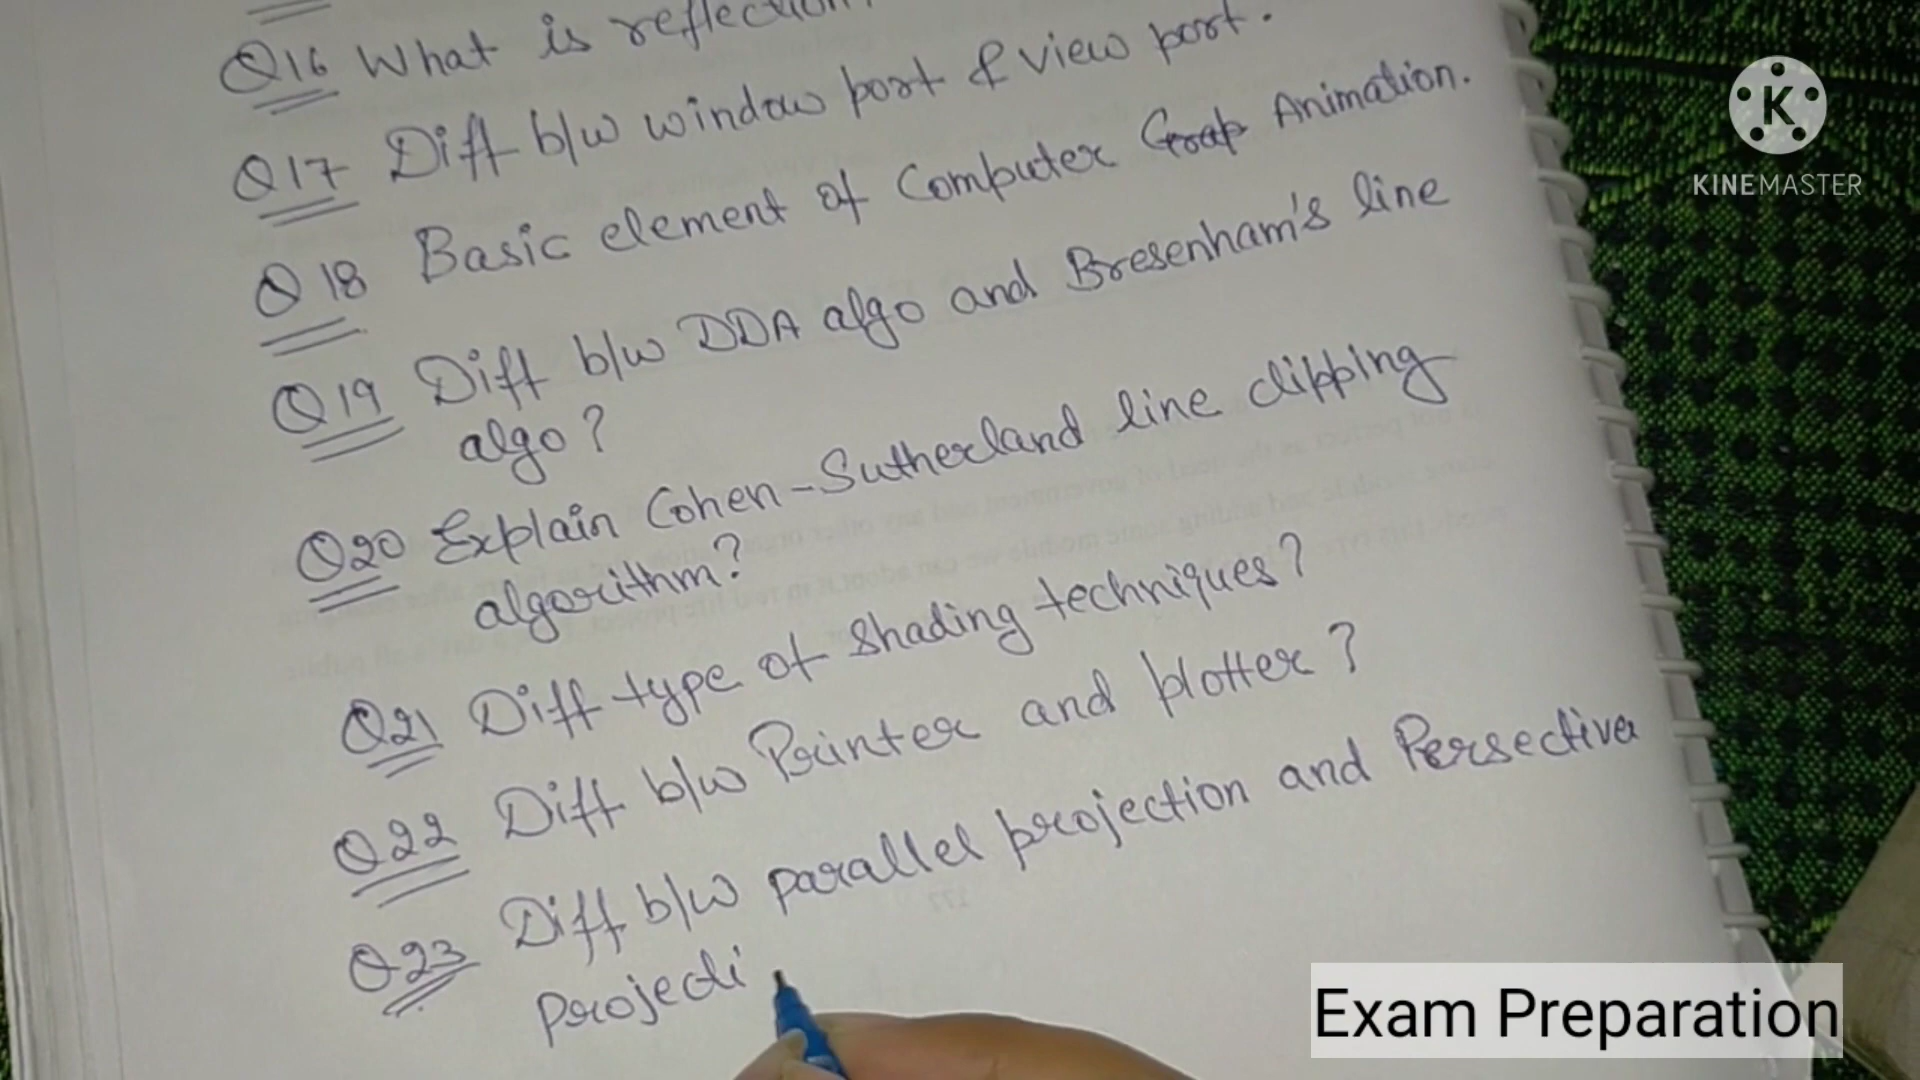 Q16 What is reflection
Q17 Diff b/w window port & view port.
Q18 Basic element of Computer Grap Animation.
Q19 Diff b/w DDA algo and Bresenham's line
algo?
Q20 Explain Cohen-Sutherland line clipping
algorithm?
Q21 Diff type of shading techniques?
Q22 Diff b/w Printer and plotter?
Q23 Diff b/w parallel projection and Persective
Projecti
K
KINEMASTER
Exam Preparation